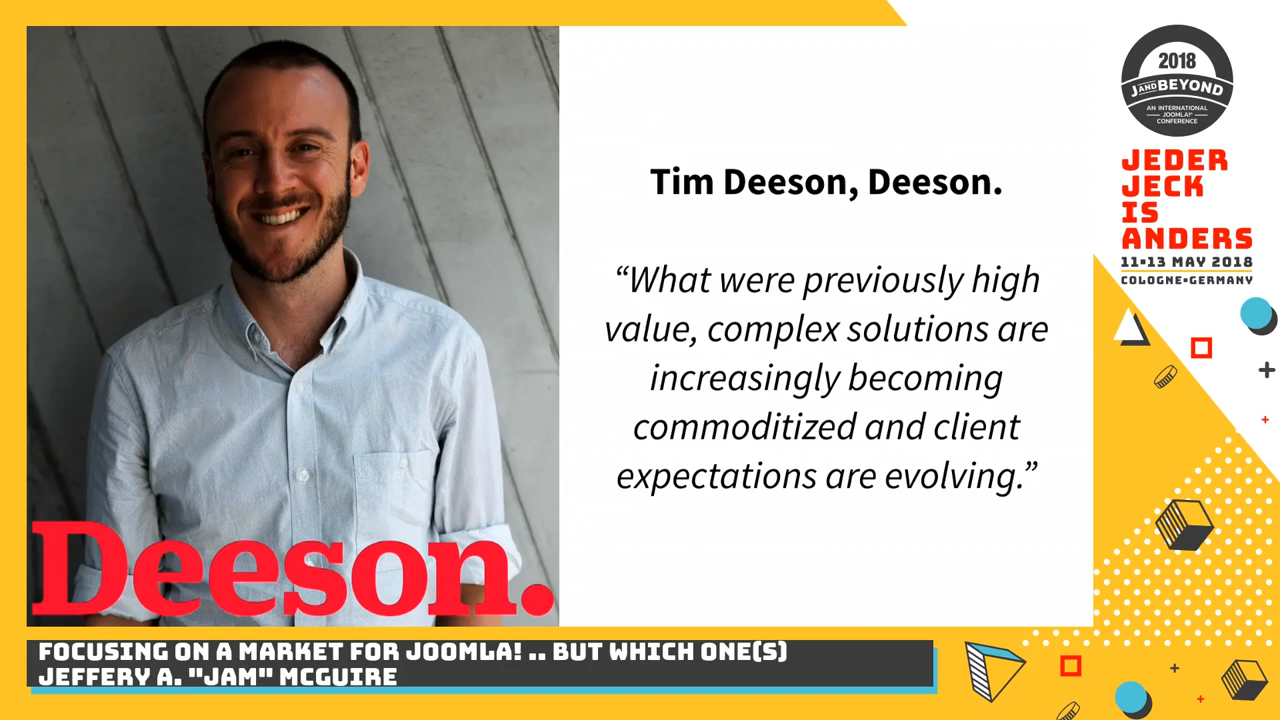 Tim Deeson, Deeson.
“What were previously high
value, complex solutions are
increasingly becoming
commoditized and client
expectations are evolving.”
Deeson.
2018
J AND BEYOND
AN INTERNATIONAL
JOOMLA!®
CONFERENCE
JEDER
JECK
IS
ANDERS
11-13 MAY 2018
COLOGNE•GERMANY
FOCUSING ON A MARKET FOR JOOMLA! .. BUT WHICH ONE(S)
JEFFERY A. "JAM" MCGUIRE